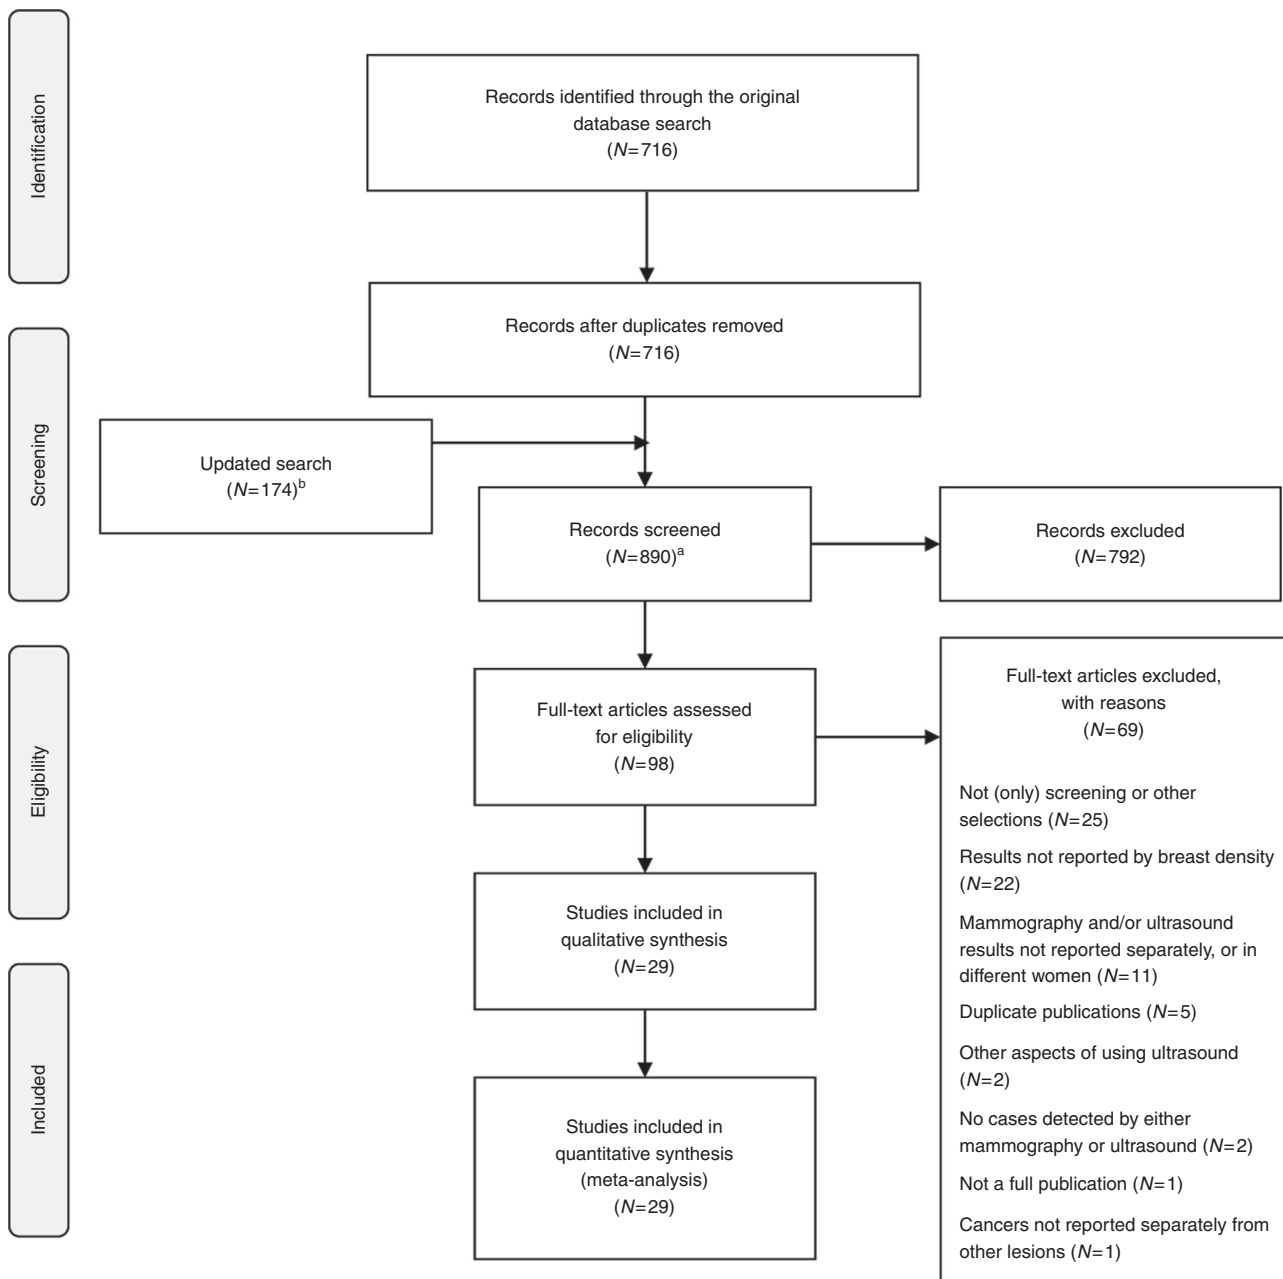 Identification
Records identified through the original
database search
(N=716)
Records after duplicates removed
(N=716)
Screening
Updated search
(N=174)b
Records screened
(N=890)a
Records excluded
(N=792)
Eligibility
Full-text articles assessed
for eligibility
(N=98)
Full-text articles excluded,
with reasons
(N=69)
Not (only) screening or other
selections (N=25)
Results not reported by breast density
(N=22)
Mammography and/or ultrasound
results not reported separately, or in
different women (N=11)
Duplicate publications (N=5)
Other aspects of using ultrasound
(N=2)
No cases detected by either
mammography or ultrasound (N=2)
Not a full publication (N=1)
Cancers not reported separately from
other lesions (N=1)
Studies included in
qualitative synthesis
(N=29)
Included
Studies included in
quantitative synthesis
(meta-analysis)
(N=29)